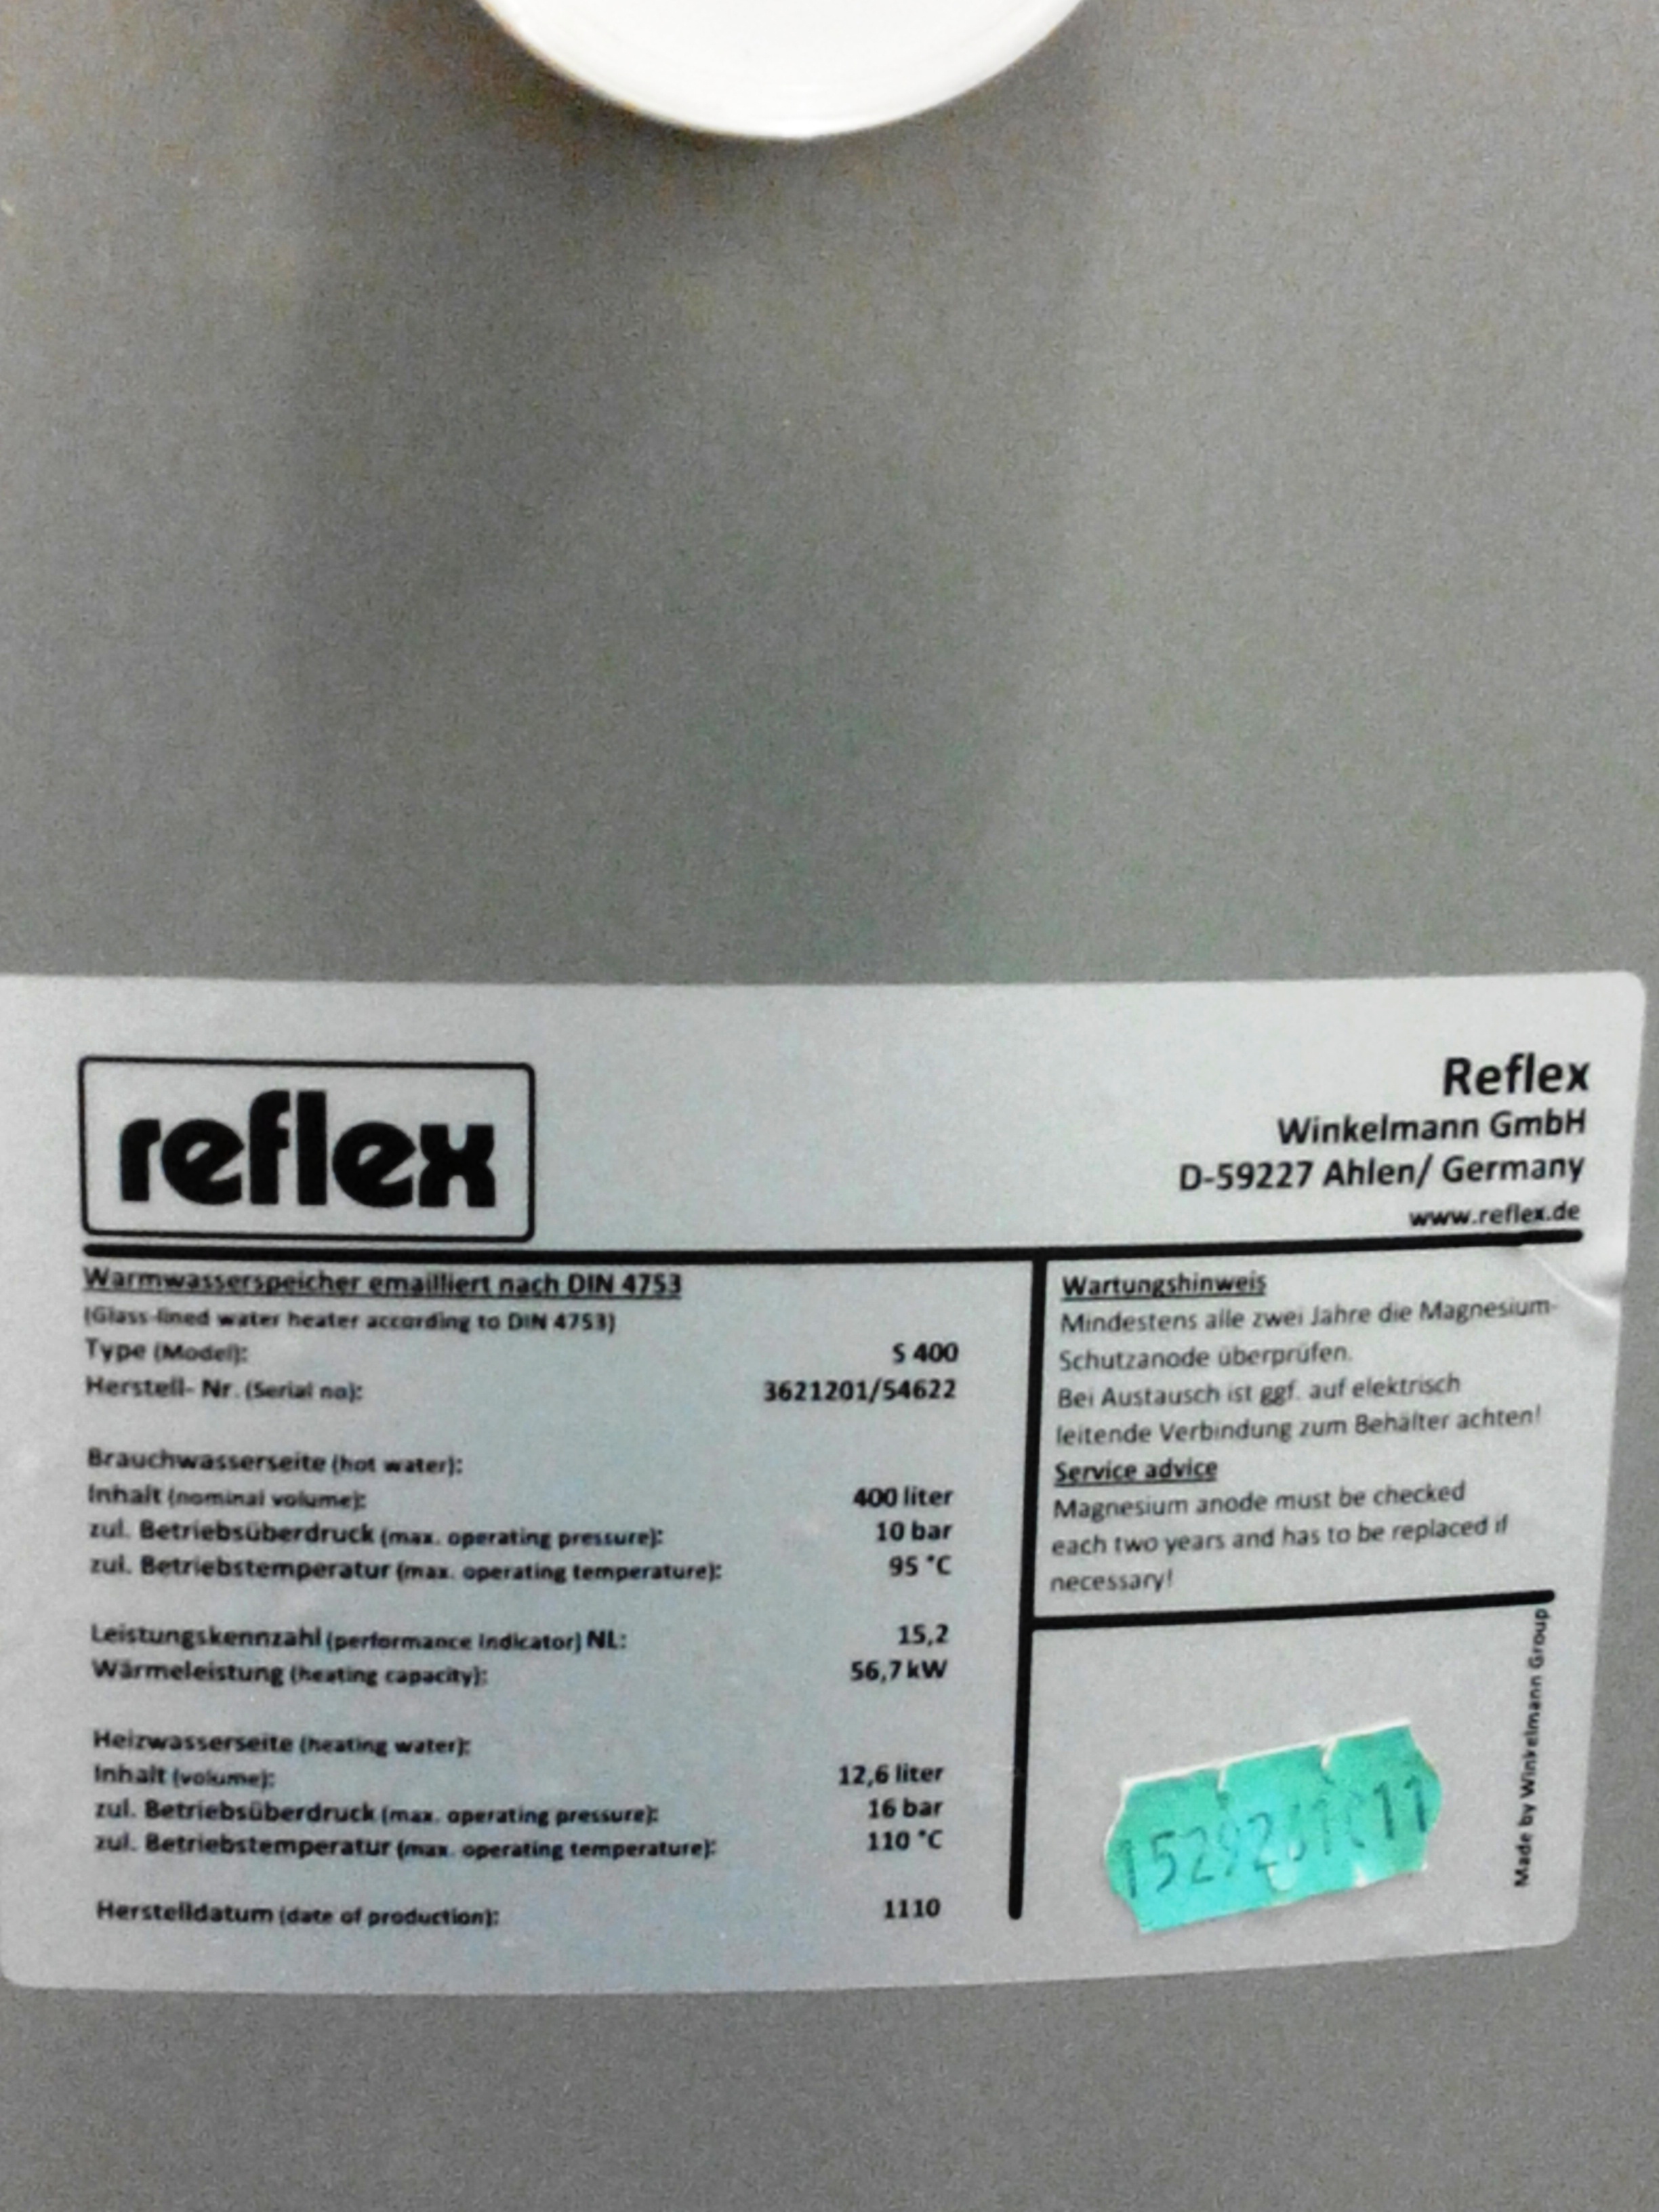 reflex
Reflex
Winkelmann GmbH
D-59227 Ahlen/ Germany
www.reflex.de
Warmwasserspeicher emailliert nach DIN 4753
(Glass-lined water heater according to DIN 4753)
Type (Model): S 400
Herstell- Nr. (Serial no): 3621201/54622
Brauchwasserseite (hot water):
Inhalt (nominal volume): 400 liter
zul. Betriebsüberdruck (max. operating pressure): 10 bar
zul. Betriebstemperatur (max. operating temperature): 95 °C
Leistungskennzahl (performance indicator) NL: 15,2
Wärmeleistung (heating capacity): 56,7 kW
Heizwasserseite (heating water):
Inhalt (volume): 12,6 liter
zul. Betriebsüberdruck (max. operating pressure): 16 bar
zul. Betriebstemperatur (max. operating temperature): 110 °C
Herstelldatum (date of production): 1110
Wartungshinweis
Mindestens alle zwei Jahre die Magnesium-
Schutzanode überprüfen.
Bei Austausch ist ggf. auf elektrisch
leitende Verbindung zum Behälter achten!
Service advice
Magnesium anode must be checked
each two years and has to be replaced if
necessary!
Made by Winkelmann Group